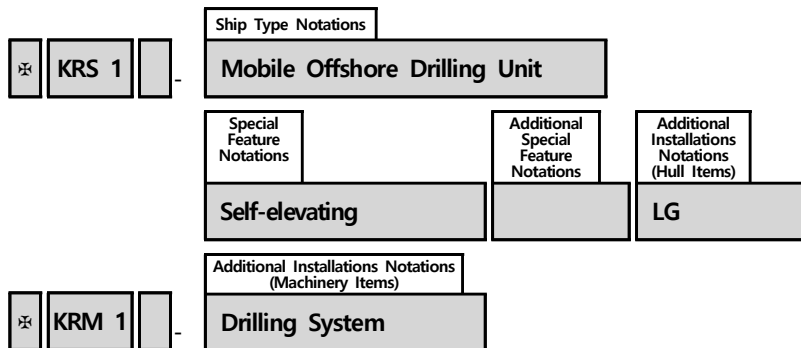 Ship Type Notations
✠ KRS 1 - Mobile Offshore Drilling Unit
Special
Feature
Notations
Additional
Special
Feature
Notations
Additional
Installations
Notations
(Hull Items)
Self-elevating
LG
Additional Installations Notations
(Machinery Items)
✠ KRM 1 - Drilling System